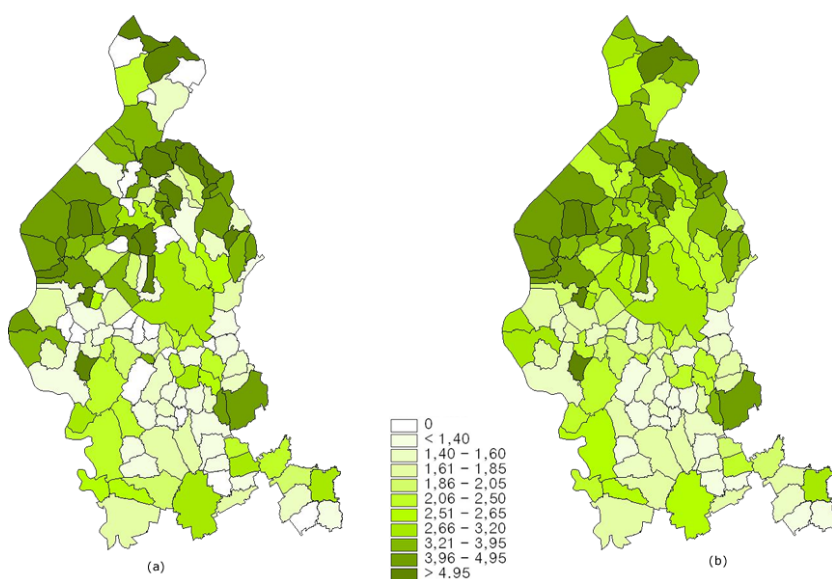 0
< 1,40
1,40 – 1,60
1,61 – 1,85
1,86 – 2,05
2,06 – 2,50
2,51 – 2,65
2,66 – 3,20
3,21 – 3,95
3,96 – 4,95
> 4,95
(a)
(b)